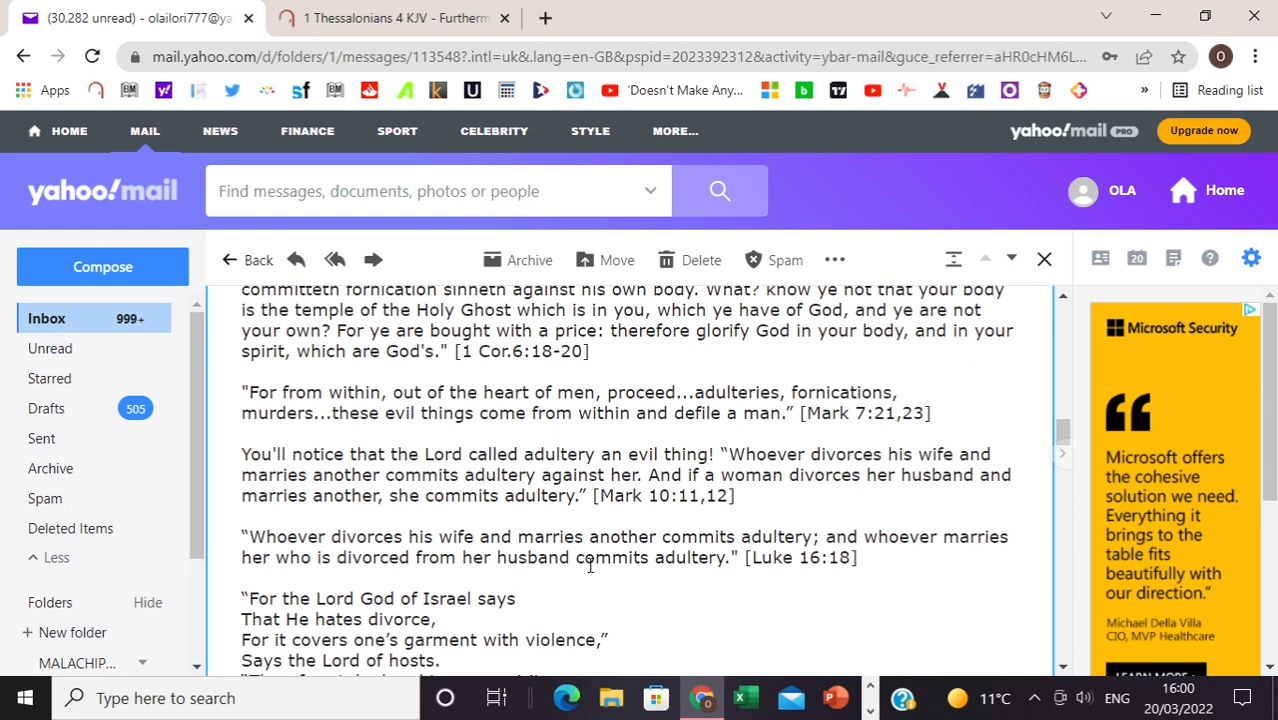 (30,282 unread) - olailori777@ya
1 Thessalonians 4 KJV - Furtherm
mail.yahoo.com/d/folders/1/messages/113548?.intl=uk&.lang=en-GB&pspid=2023392312&activity=ybar-mail&guce_referrer=aHR0cHM6L...
Apps
'Doesn't Make Any...
Reading list
HOME MAIL NEWS FINANCE SPORT CELEBRITY STYLE MORE...
yahoo!mail PRO
Upgrade now
yahoo!mail
Find messages, documents, photos or people
OLA
Home
Compose
Back
Archive
Move
Delete
Spam
Inbox 999+
Unread
Starred
Drafts 505
Sent
Archive
Spam
Deleted Items
Less
Folders Hide
+ New folder
MALACHIP...
committeth fornication sinneth against his own body. What? know ye not that your body
is the temple of the Holy Ghost which is in you, which ye have of God, and ye are not
your own? For ye are bought with a price: therefore glorify God in your body, and in your
spirit, which are God's." [1 Cor.6:18-20]
"For from within, out of the heart of men, proceed...adulteries, fornications,
murders...these evil things come from within and defile a man.” [Mark 7:21,23]
You'll notice that the Lord called adultery an evil thing! “Whoever divorces his wife and
marries another commits adultery against her. And if a woman divorces her husband and
marries another, she commits adultery.” [Mark 10:11,12]
“Whoever divorces his wife and marries another commits adultery; and whoever marries
her who is divorced from her husband commits adultery." [Luke 16:18]
“For the Lord God of Israel says
That He hates divorce,
For it covers one’s garment with violence,”
Says the Lord of hosts.
20
Microsoft Security
Microsoft offers
the cohesive
solution we need.
Everything it
brings to the
table fits
beautifully with
our direction.”
Michael Della Villa
CIO, MVP Healthcare
Type here to search
11°C
ENG
16:00
20/03/2022